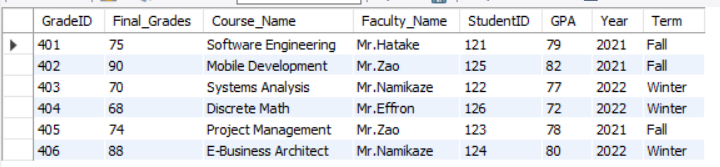 GradeID Final_Grades Course_Name Faculty_Name StudentID GPA Year Term
401 75 Software Engineering Mr.Hatake 121 79 2021 Fall
402 90 Mobile Development Mr.Zao 125 82 2021 Fall
403 70 Systems Analysis Mr.Namikaze 122 77 2022 Winter
404 68 Discrete Math Mr.Effron 126 72 2022 Winter
405 74 Project Management Mr.Zao 123 78 2021 Fall
406 88 E-Business Architect Mr.Namikaze 124 80 2022 Winter